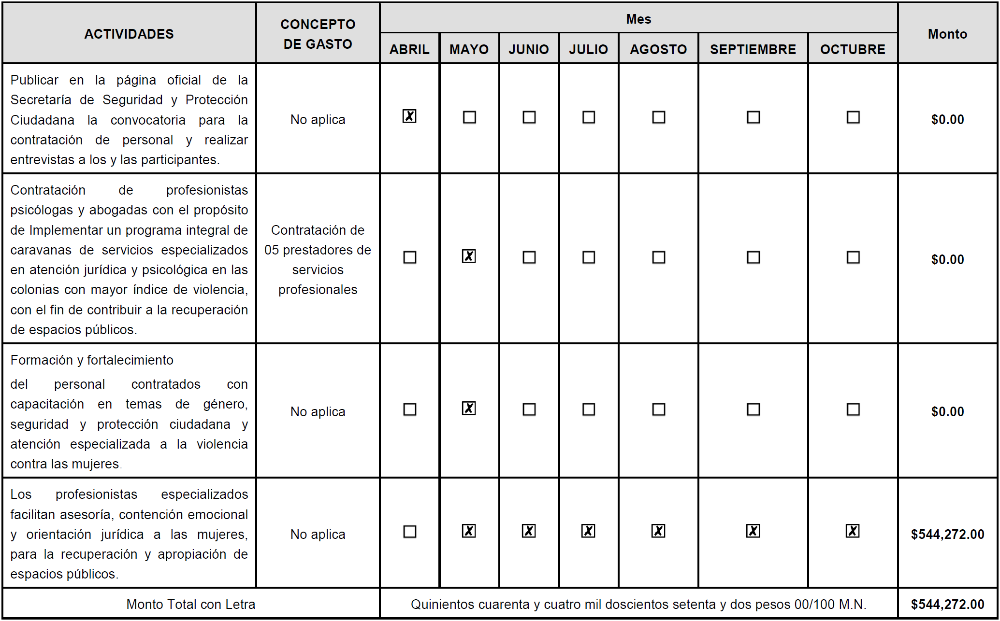 ACTIVIDADES
CONCEPTO
DE GASTO
Mes
Monto
ABRIL MAYO JUNIO JULIO AGOSTO SEPTIEMBRE OCTUBRE
Publicar en la página oficial de la
Secretaría de Seguridad y Protección
Ciudadana la convocatoria para la
contratación de personal y realizar
entrevistas a los y las participantes.
No aplica
☒ ☐ ☐ ☐ ☐ ☐ ☐
$0.00
Contratación de profesionistas
psicólogas y abogadas con el propósito
de Implementar un programa integral de
caravanas de servicios especializados
en atención jurídica y psicológica en las
colonias con mayor índice de violencia,
con el fin de contribuir a la recuperación
de espacios públicos.
Contratación de
05 prestadores de
servicios
profesionales
☐ ☒ ☐ ☐ ☐ ☐ ☐
$0.00
Formación y fortalecimiento
del personal contratados con
capacitación en temas de género,
seguridad y protección ciudadana y
atención especializada a la violencia
contra las mujeres.
No aplica
☐ ☒ ☐ ☐ ☐ ☐ ☐
$0.00
Los profesionistas especializados
facilitan asesoría, contención emocional
y orientación jurídica a las mujeres,
para la recuperación y apropiación de
espacios públicos.
No aplica
☐ ☒ ☒ ☒ ☒ ☒ ☒
$544,272.00
Monto Total con Letra
Quinientos cuarenta y cuatro mil doscientos setenta y dos pesos 00/100 M.N.
$544,272.00